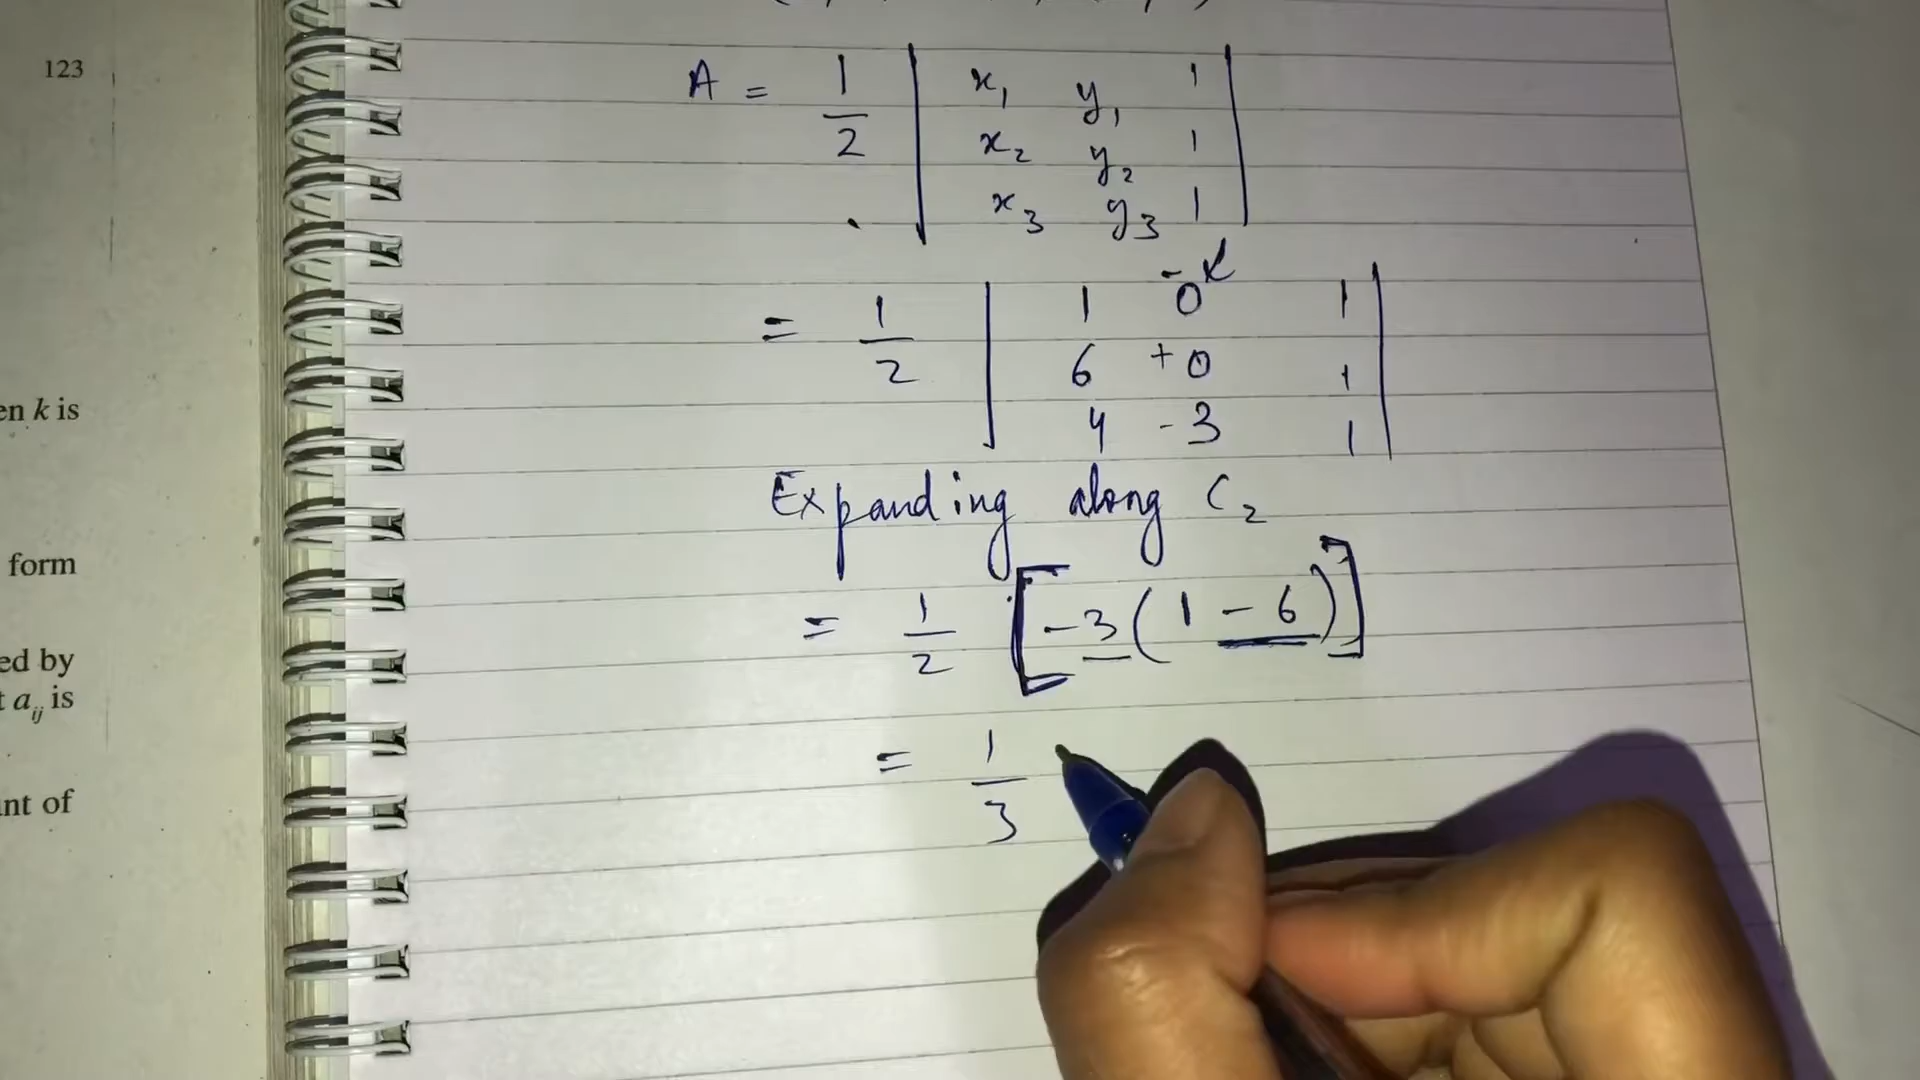 123
A = 1/2 | x₁ y₁ 1 |
| x₂ y₂ 1 |
| x₃ y₃ 1 |
= 1/2 | 1 -0 1 |
| 6 +0 1 |
| 4 -3 1 |
en k is
Expanding along C₂
form
= 1/2 [-3(1 - 6)]
ed by
t aᵢⱼ is
= 1/3
nt of